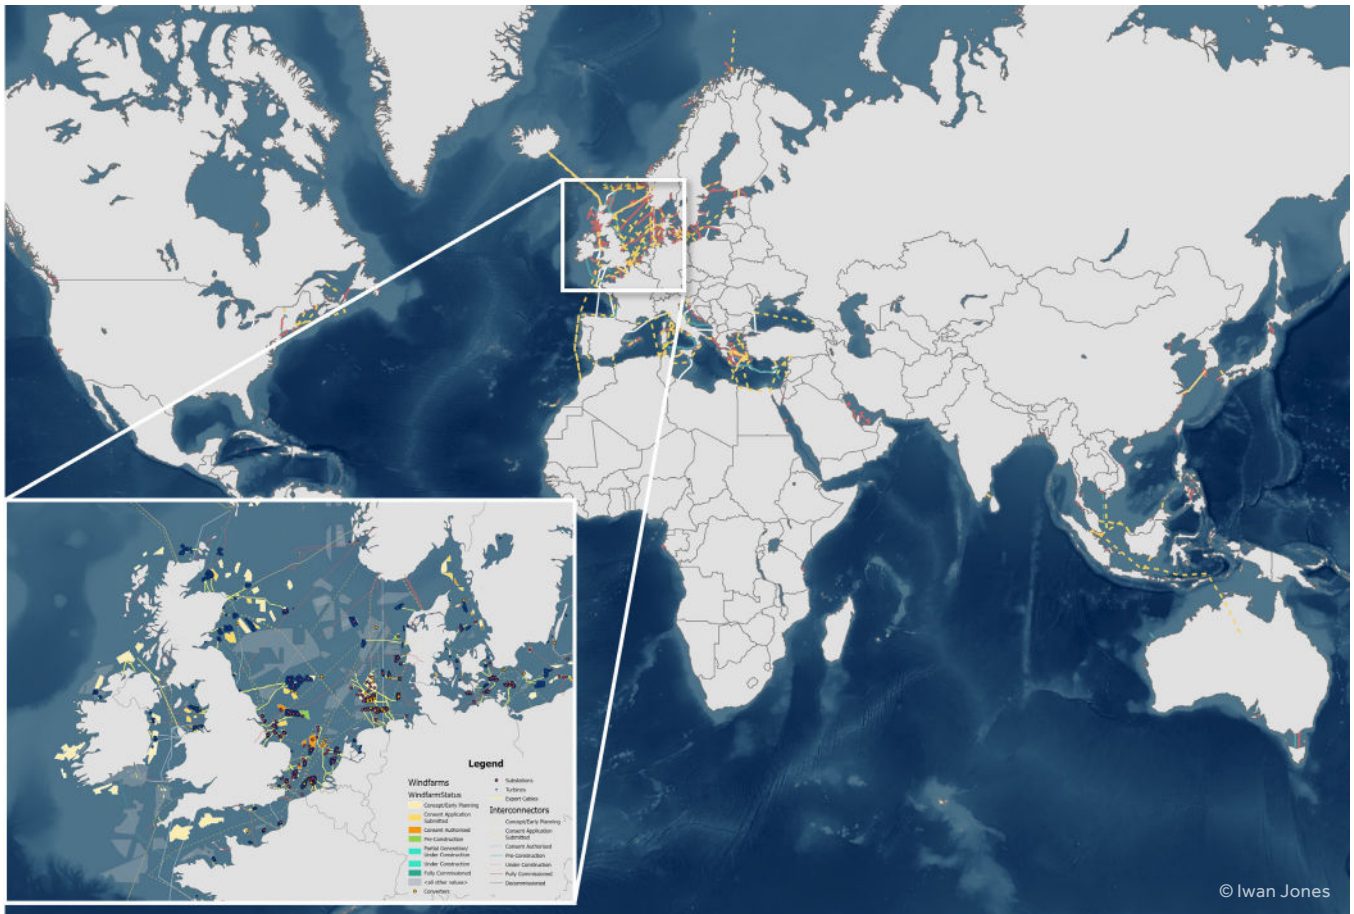 Legend
Windfarms
WindfarmStatus
Concept/Early Planning
Consent Application
Submitted
Consent Authorised
Pre-Construction
Partial Generation/
Under Construction
Under Construction
Fully Commissioned
<all other values>
Converters
Substations
Turbines
Export Cables
Interconnectors
Concept/Early Planning
Consent Application
Submitted
Consent Authorised
Pre-Construction
Under Construction
Fully Commissioned
Decommissioned
© Iwan Jones